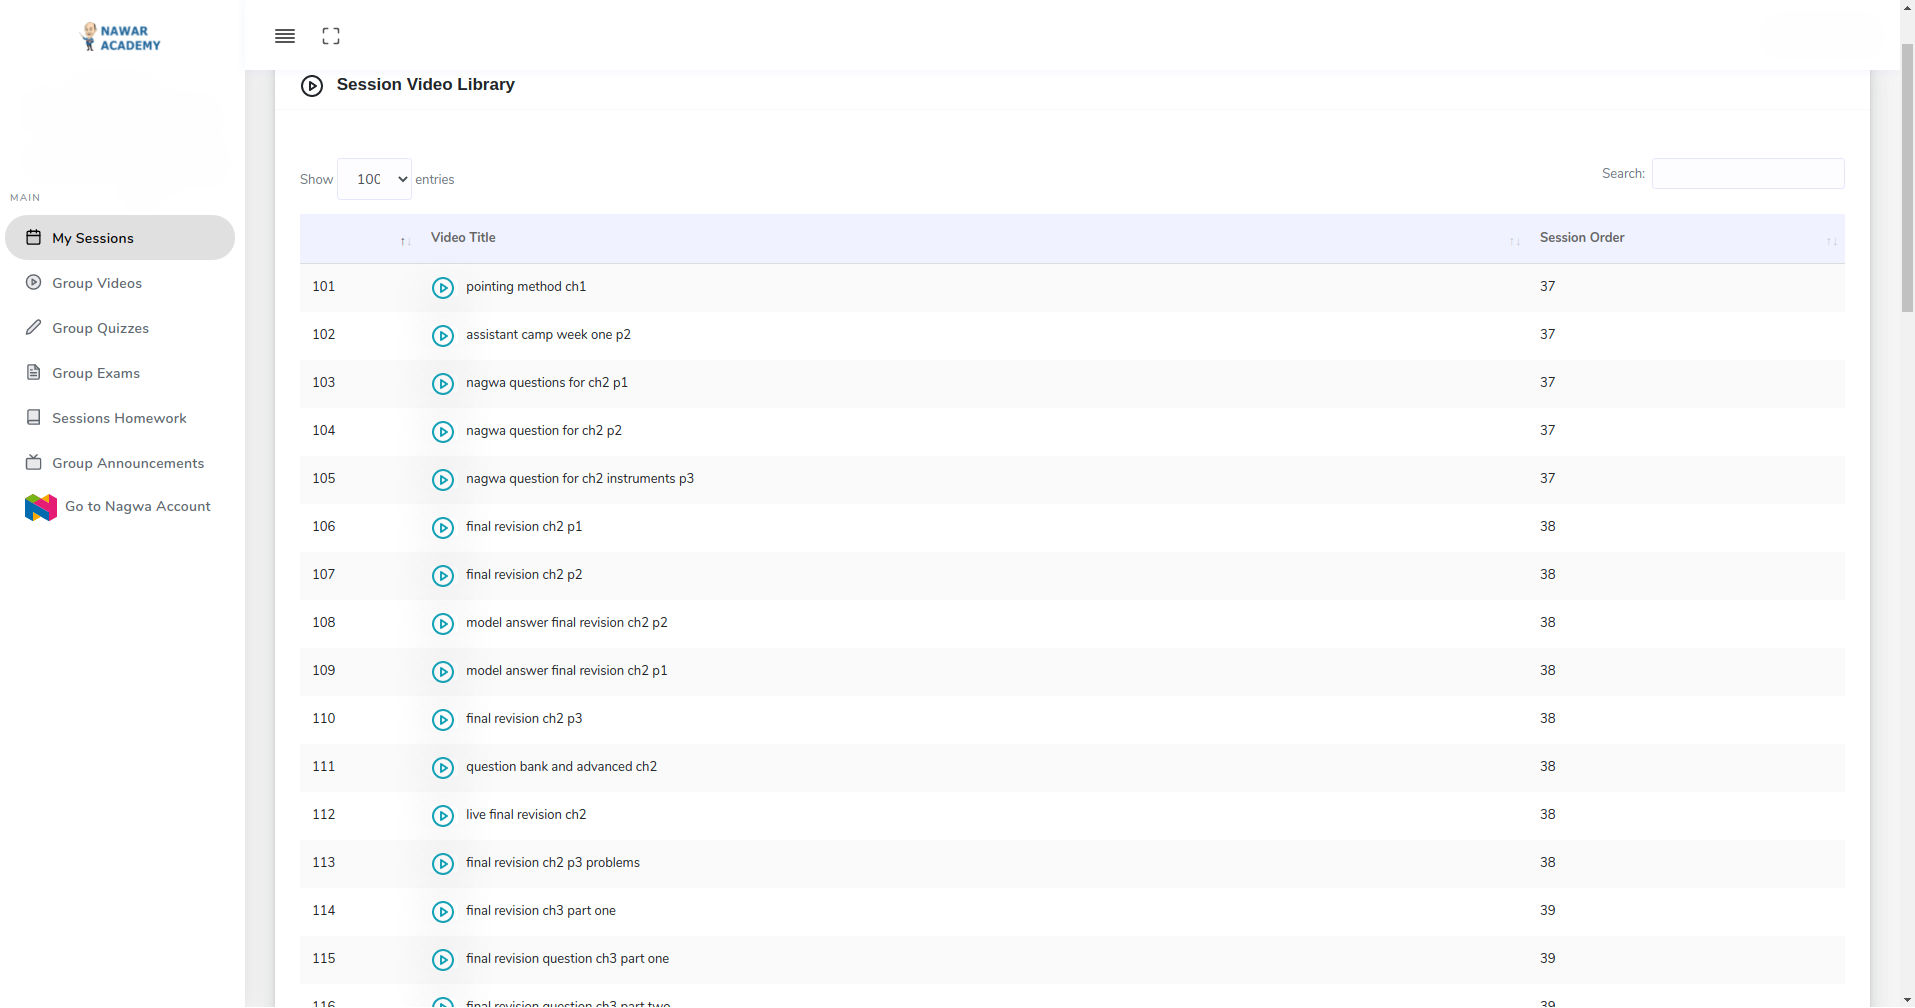 NAWAR
ACADEMY
Session Video Library
Show 100 entries
Search:
MAIN
My Sessions
Group Videos
Group Quizzes
Group Exams
Sessions Homework
Group Announcements
Go to Nagwa Account
Video Title Session Order
101 pointing method ch1 37
102 assistant camp week one p2 37
103 nagwa questions for ch2 p1 37
104 nagwa question for ch2 p2 37
105 nagwa question for ch2 instruments p3 37
106 final revision ch2 p1 38
107 final revision ch2 p2 38
108 model answer final revision ch2 p2 38
109 model answer final revision ch2 p1 38
110 final revision ch2 p3 38
111 question bank and advanced ch2 38
112 live final revision ch2 38
113 final revision ch2 p3 problems 38
114 final revision ch3 part one 39
115 final revision question ch3 part one 39
116 final revision question ch3 part two 39